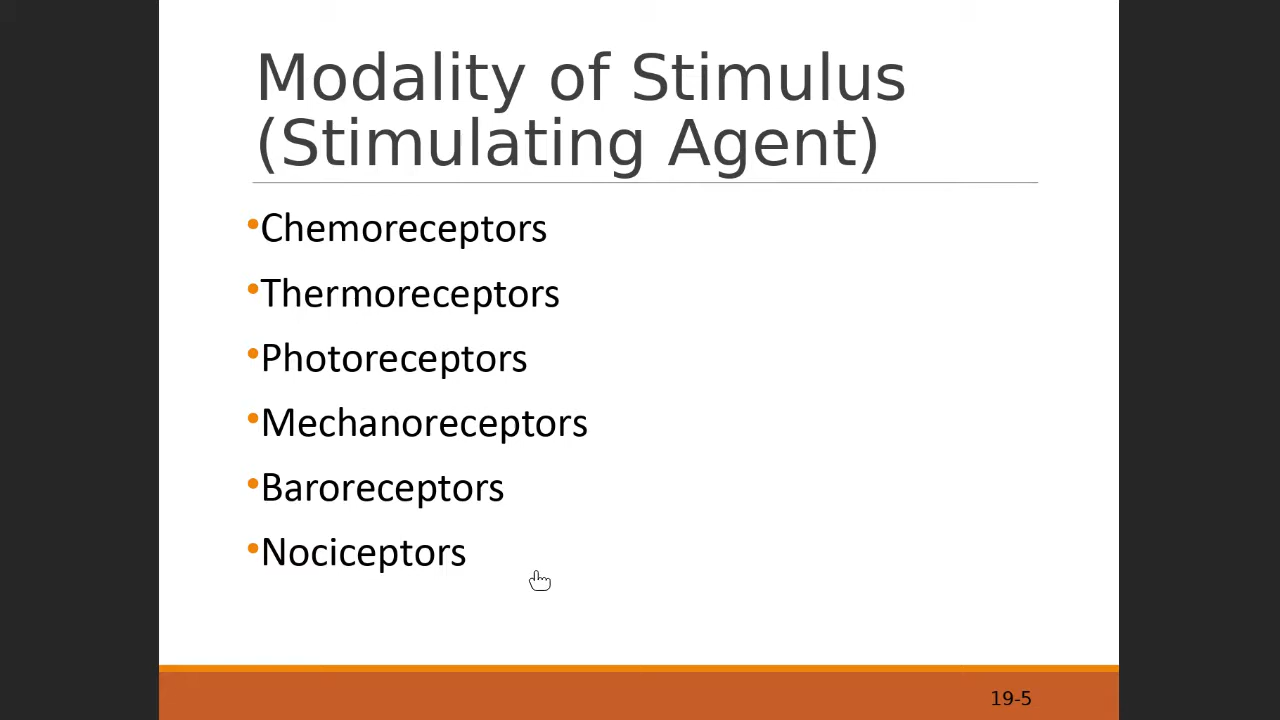 Modality of Stimulus
(Stimulating Agent)
•Chemoreceptors
•Thermoreceptors
•Photoreceptors
•Mechanoreceptors
•Baroreceptors
•Nociceptors
19-5